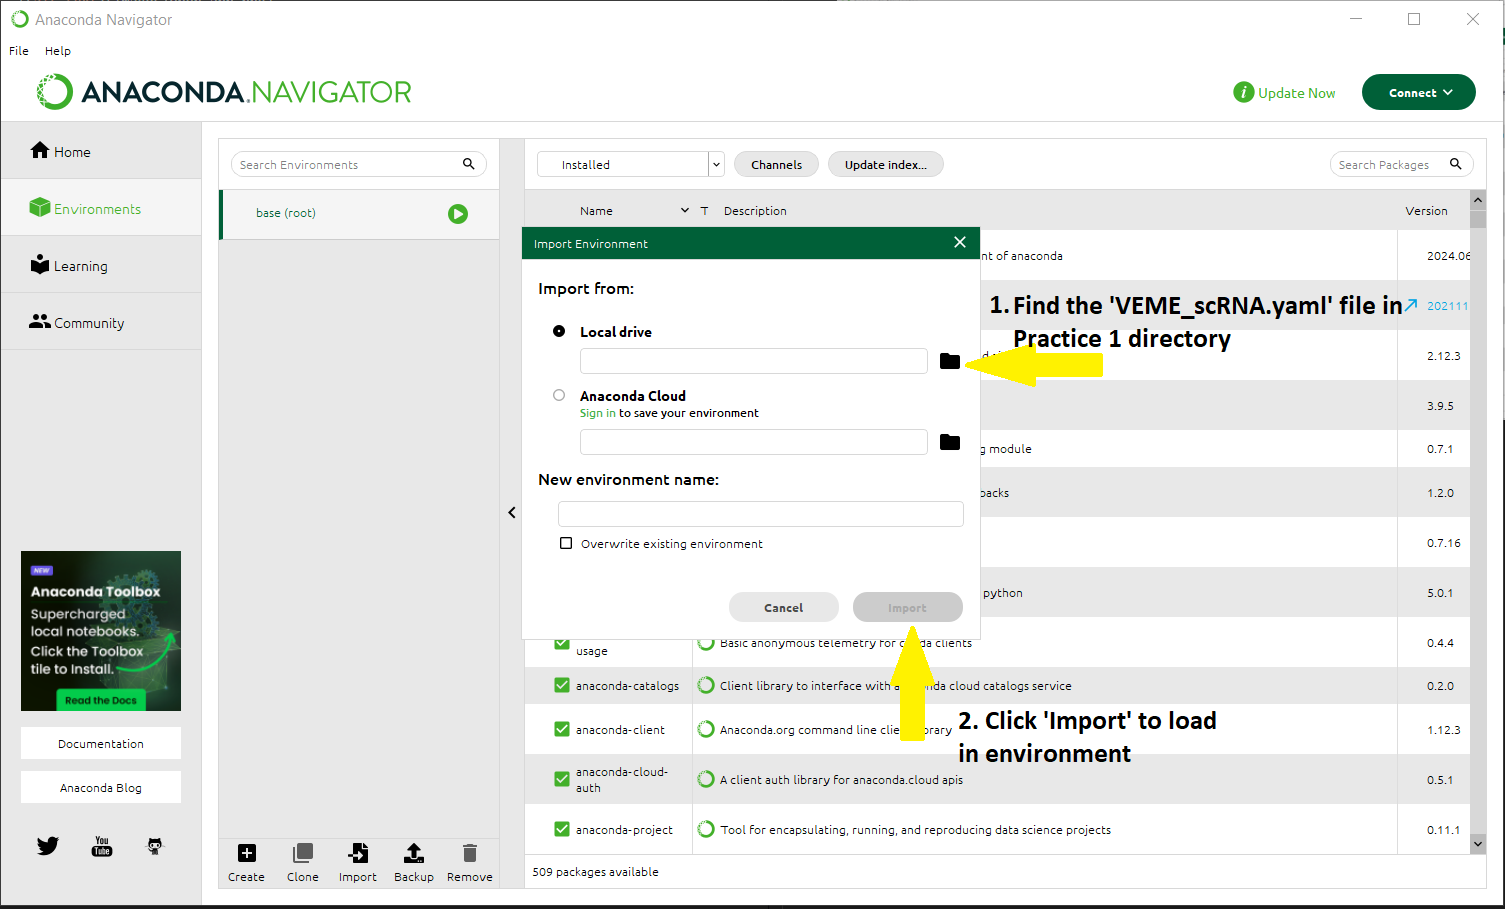 Anaconda Navigator
File Help
ANACONDA.NAVIGATOR
i Update Now
Connect
Home
Environments
Learning
Community
NEW
Anaconda Toolbox
Supercharged
local notebooks.
Click the Toolbox
tile to Install.
Read the Docs
Documentation
Anaconda Blog
You
Tube
Search Environments
base (root)
Create Clone Import Backup Remove
Installed Channels Update index... Search Packages
Name T Description Version
nt of anaconda 2024.06
202111
2.12.3
3.9.5
g module 0.7.1
packs 1.2.0
0.7.16
python 5.0.1
usage Basic anonymous telemetry for conda clients 0.4.4
anaconda-catalogs Client library to interface with anaconda cloud catalogs service 0.2.0
anaconda-client Anaconda.org command line client library 1.12.3
anaconda-cloud-
auth A client auth library for anaconda.cloud apis 0.5.1
anaconda-project Tool for encapsulating, running, and reproducing data science projects 0.11.1
509 packages available
Import Environment
Import from:
Local drive
Anaconda Cloud
Sign in to save your environment
New environment name:
Overwrite existing environment
Cancel Import
1. Find the 'VEME_scRNA.yaml' file in
Practice 1 directory
2. Click 'Import' to load
in environment